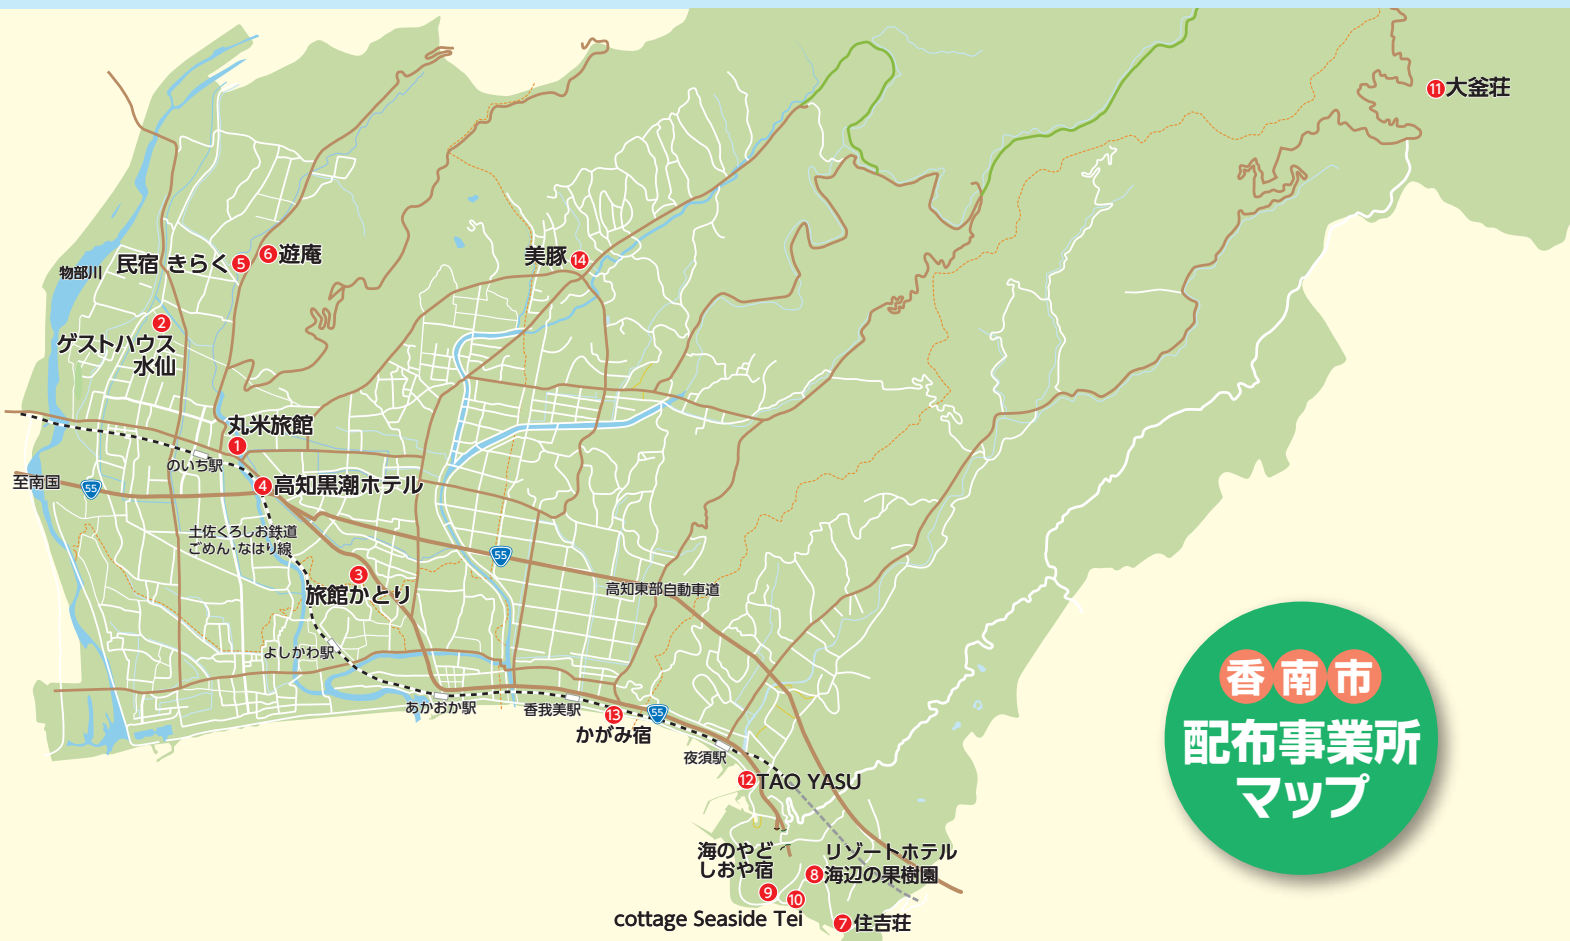 ⑪大釜荘
物部川
民宿 きらく⑤
⑥遊庵
美豚⑭
②
ゲストハウス
水仙
丸米旅館
①
のいち駅
至南国
55
④高知黒潮ホテル
土佐くろしお鉄道
ごめん・なはり線
55
③
旅館かとり
高知東部自動車道
よしかわ駅
あかおか駅
香我美駅
⑬
かがみ宿
55
夜須駅
⑫TAO YASU
海のやど
しおや宿
⑨
リゾートホテル
⑧海辺の果樹園
⑩
cottage Seaside Tei
⑦住吉荘
香南市
配布事業所
マップ